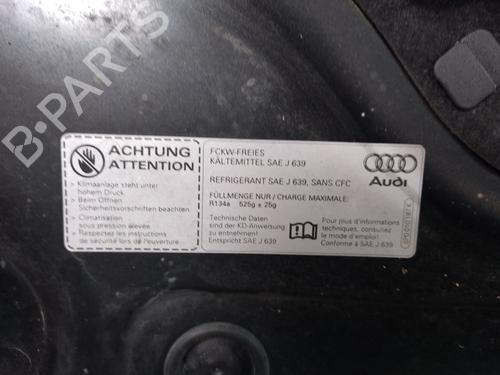 B-PARTS
ACHTUNG
ATTENTION
> Klimaanlage steht unter
hohem Druck.
> Beim Öffnen
Sicherheitsvorschriften beachten.
> Climatisation
sous pression élevée.
> Respectez les instructions
de sécurité lors de l'ouverture.
FCKW-FREIES
KÄLTEMITTEL SAE J 639
REFRIGERANT SAE J 639, SANS CFC
FÜLLMENGE NUR / CHARGE MAXIMALE:
R134a 525g ± 25g
Technische Daten
sind der KD-Anweisung
zu entnehmen!
Entspricht SAE J 639
Audi
Pour plus d'informations
techniques, consultez
le mode d'emploi!
Conforme à SAE J 639